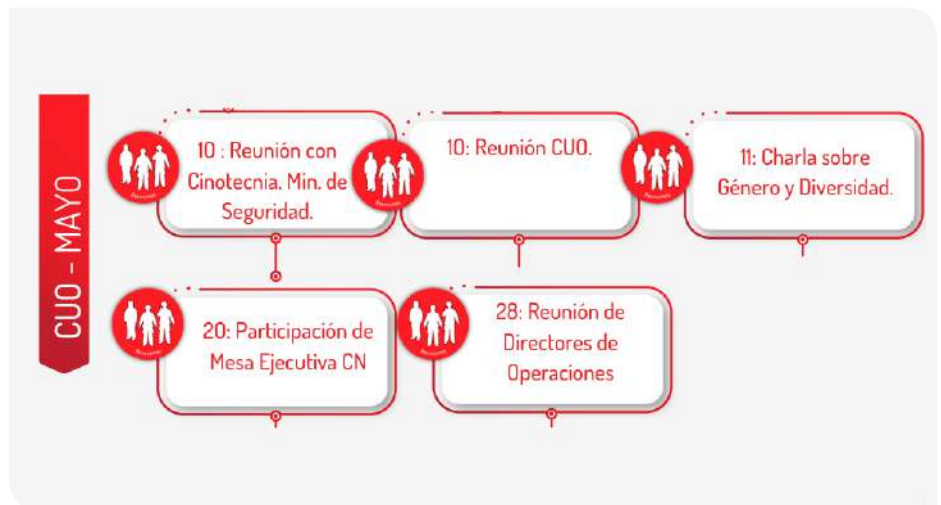 CUO - MAYO
10 : Reunión con
Cinotecnia. Min. de
Seguridad.
10: Reunión CUO.
11: Charla sobre
Género y Diversidad.
20: Participación de
Mesa Ejecutiva CN
28: Reunión de
Directores de
Operaciones